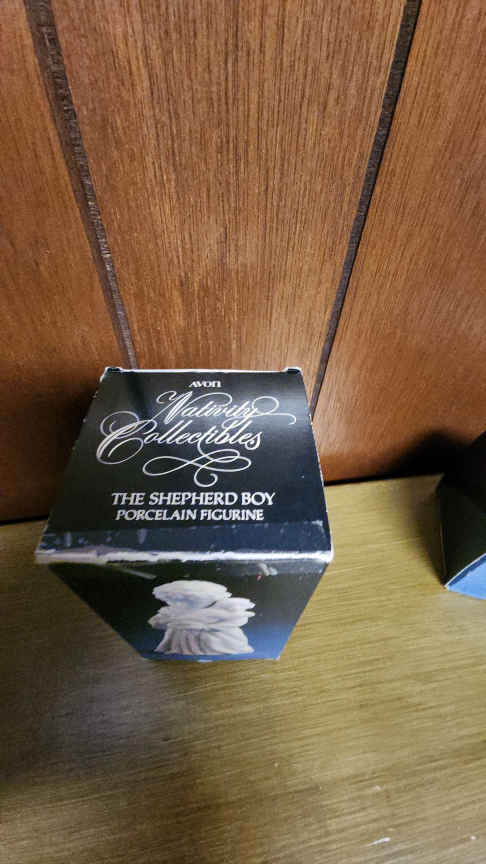 AVON
Nativity
Collectibles
THE SHEPHERD BOY
PORCELAIN FIGURINE